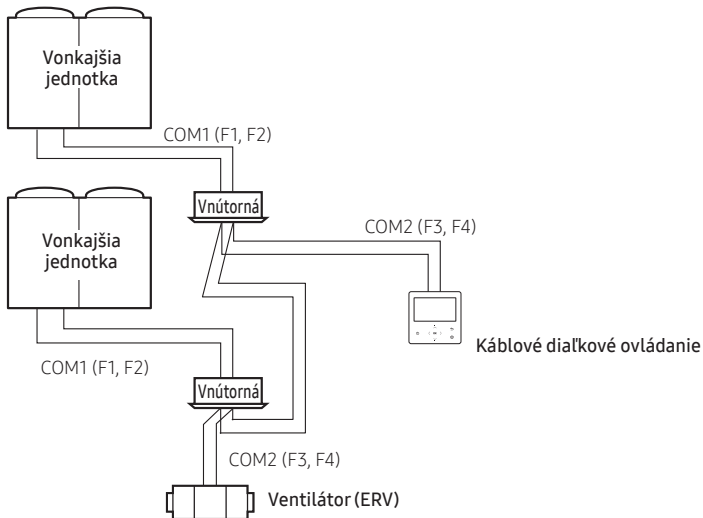 Vonkajšia
jednotka
COM1 (F1, F2)
Vnútorná
COM2 (F3, F4)
Vonkajšia
jednotka
Káblové diaľkové ovládanie
COM1 (F1, F2)
Vnútorná
COM2 (F3, F4)
Ventilátor (ERV)